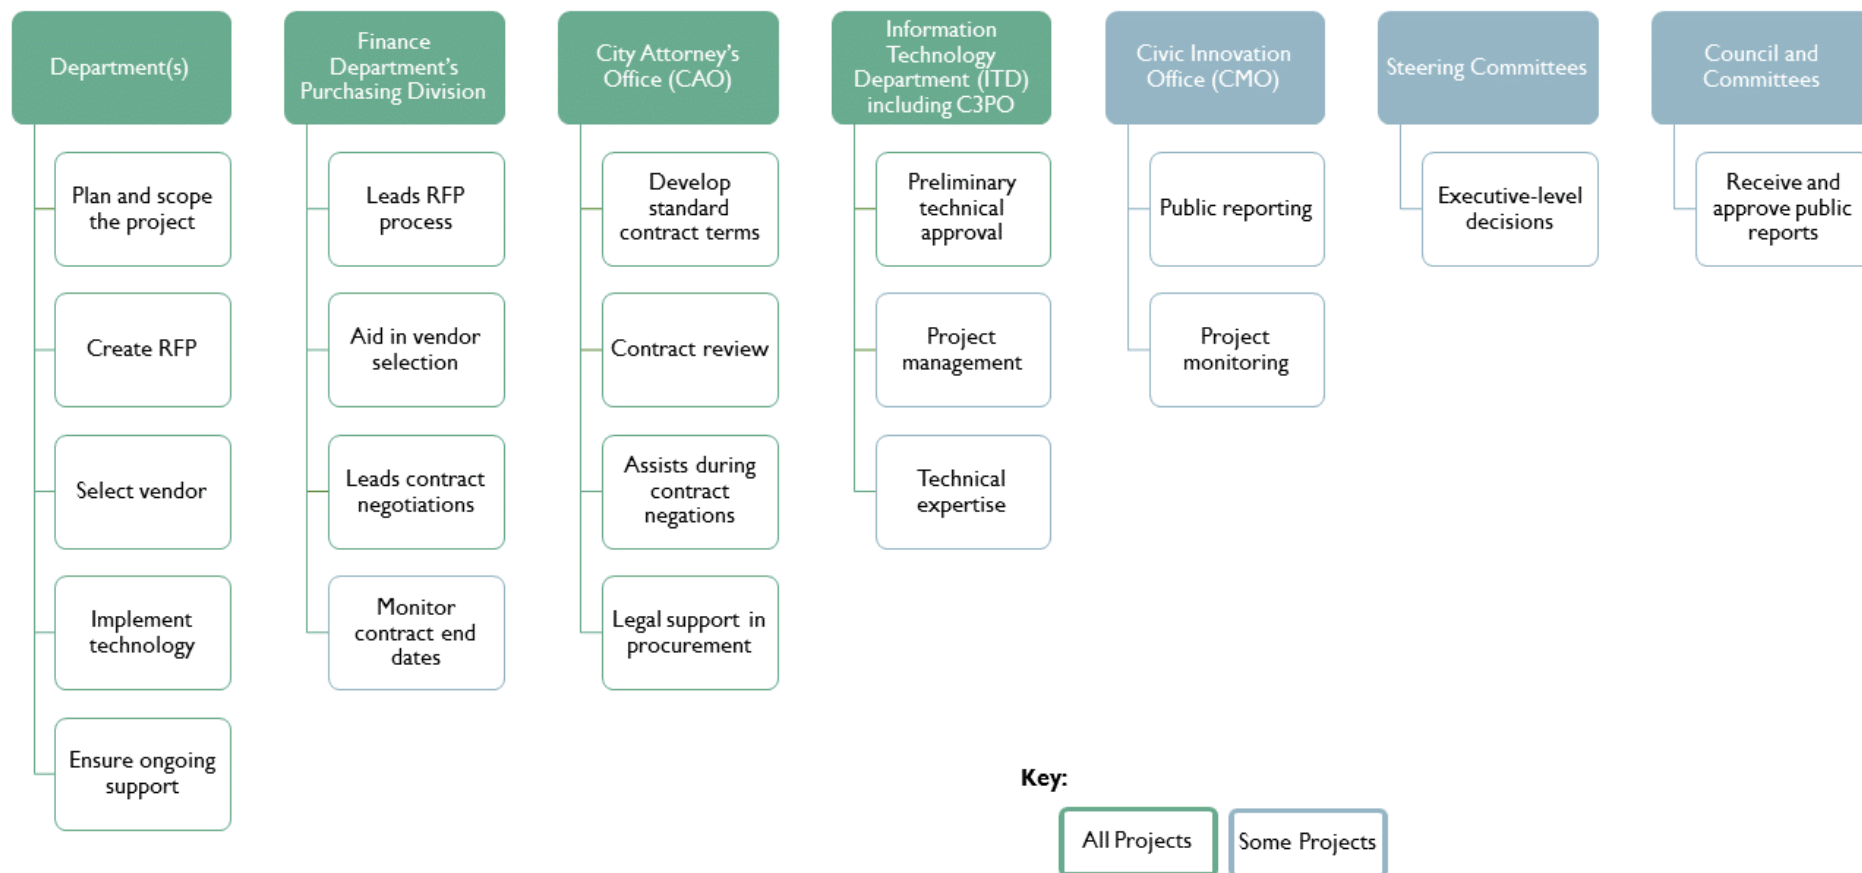 Department(s)
Plan and scope
the project
Create RFP
Select vendor
Implement
technology
Ensure ongoing
support
Finance
Department's
Purchasing Division
Leads RFP
process
Aid in vendor
selection
Leads contract
negotiations
Monitor
contract end
dates
City Attorney's
Office (CAO)
Develop
standard
contract terms
Contract review
Assists during
contract
negations
Legal support in
procurement
Information
Technology
Department (ITD)
including C3PO
Preliminary
technical
approval
Project
management
Technical
expertise
Civic Innovation
Office (CMO)
Public reporting
Project
monitoring
Steering Committees
Executive-level
decisions
Council and
Committees
Receive and
approve public
reports
Key:
All Projects
Some Projects